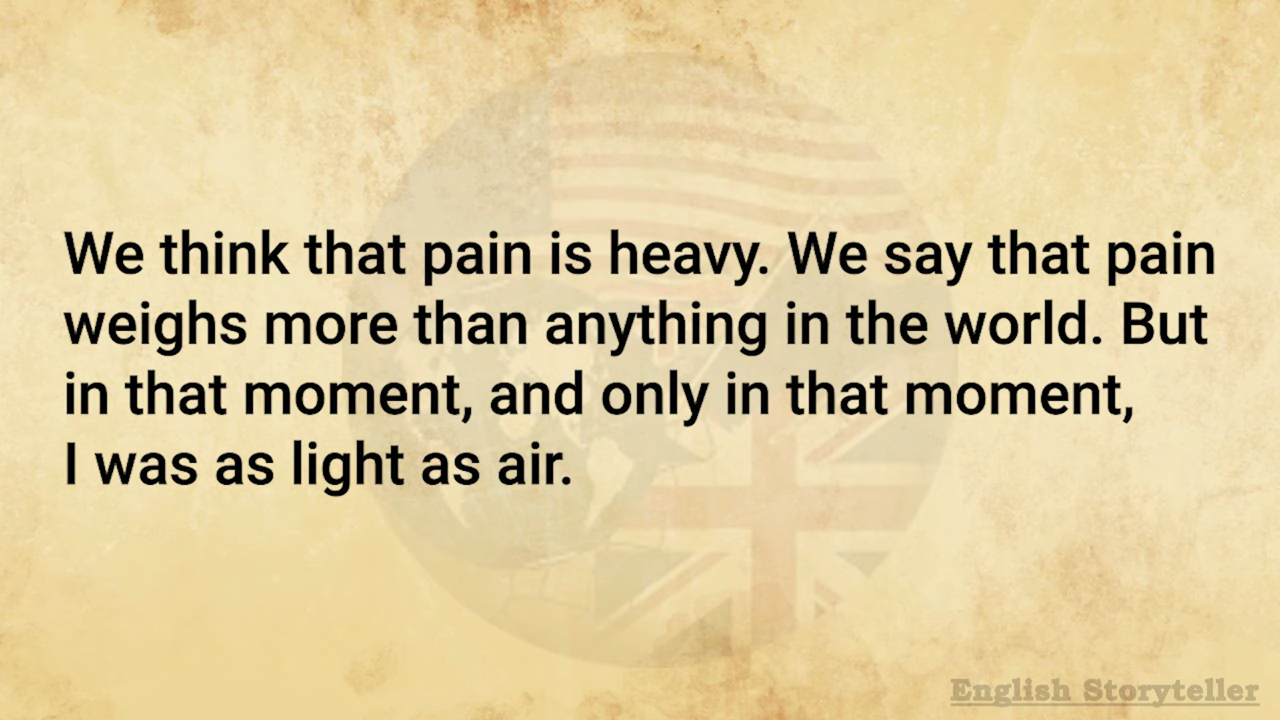 We think that pain is heavy. We say that pain
weighs more than anything in the world. But
in that moment, and only in that moment,
I was as light as air.
English Storyteller